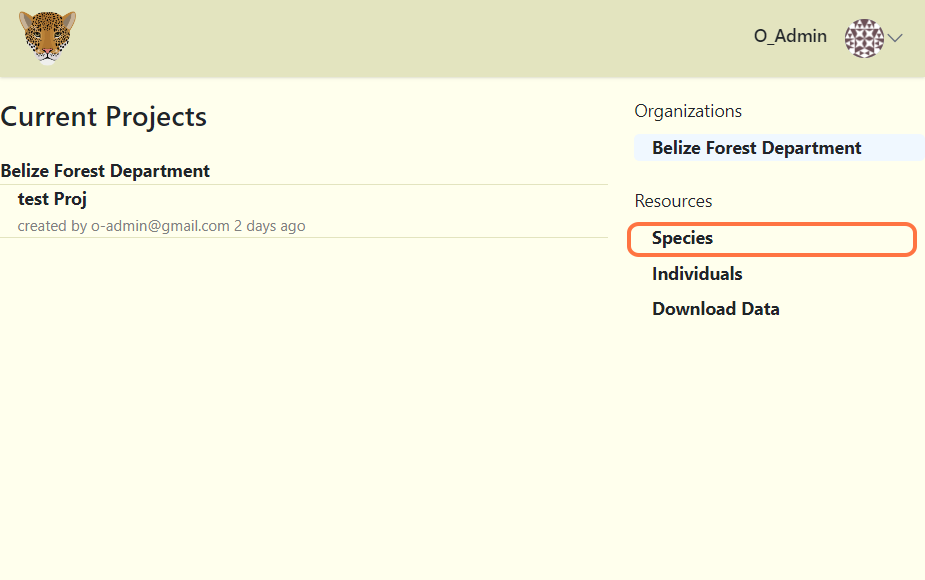 O_Admin
Current Projects
Belize Forest Department
test Proj
created by o-admin@gmail.com 2 days ago
Organizations
Belize Forest Department
Resources
Species
Individuals
Download Data